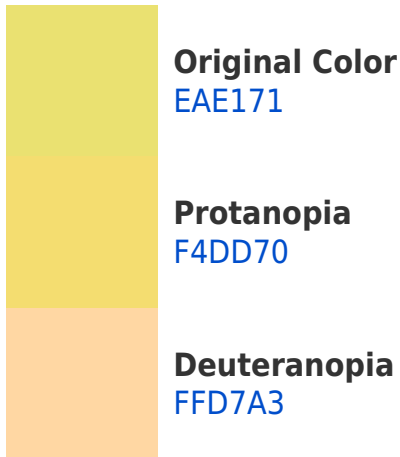 Original Color
EAE171
Protanopia
F4DD70
Deuteranopia
FFD7A3